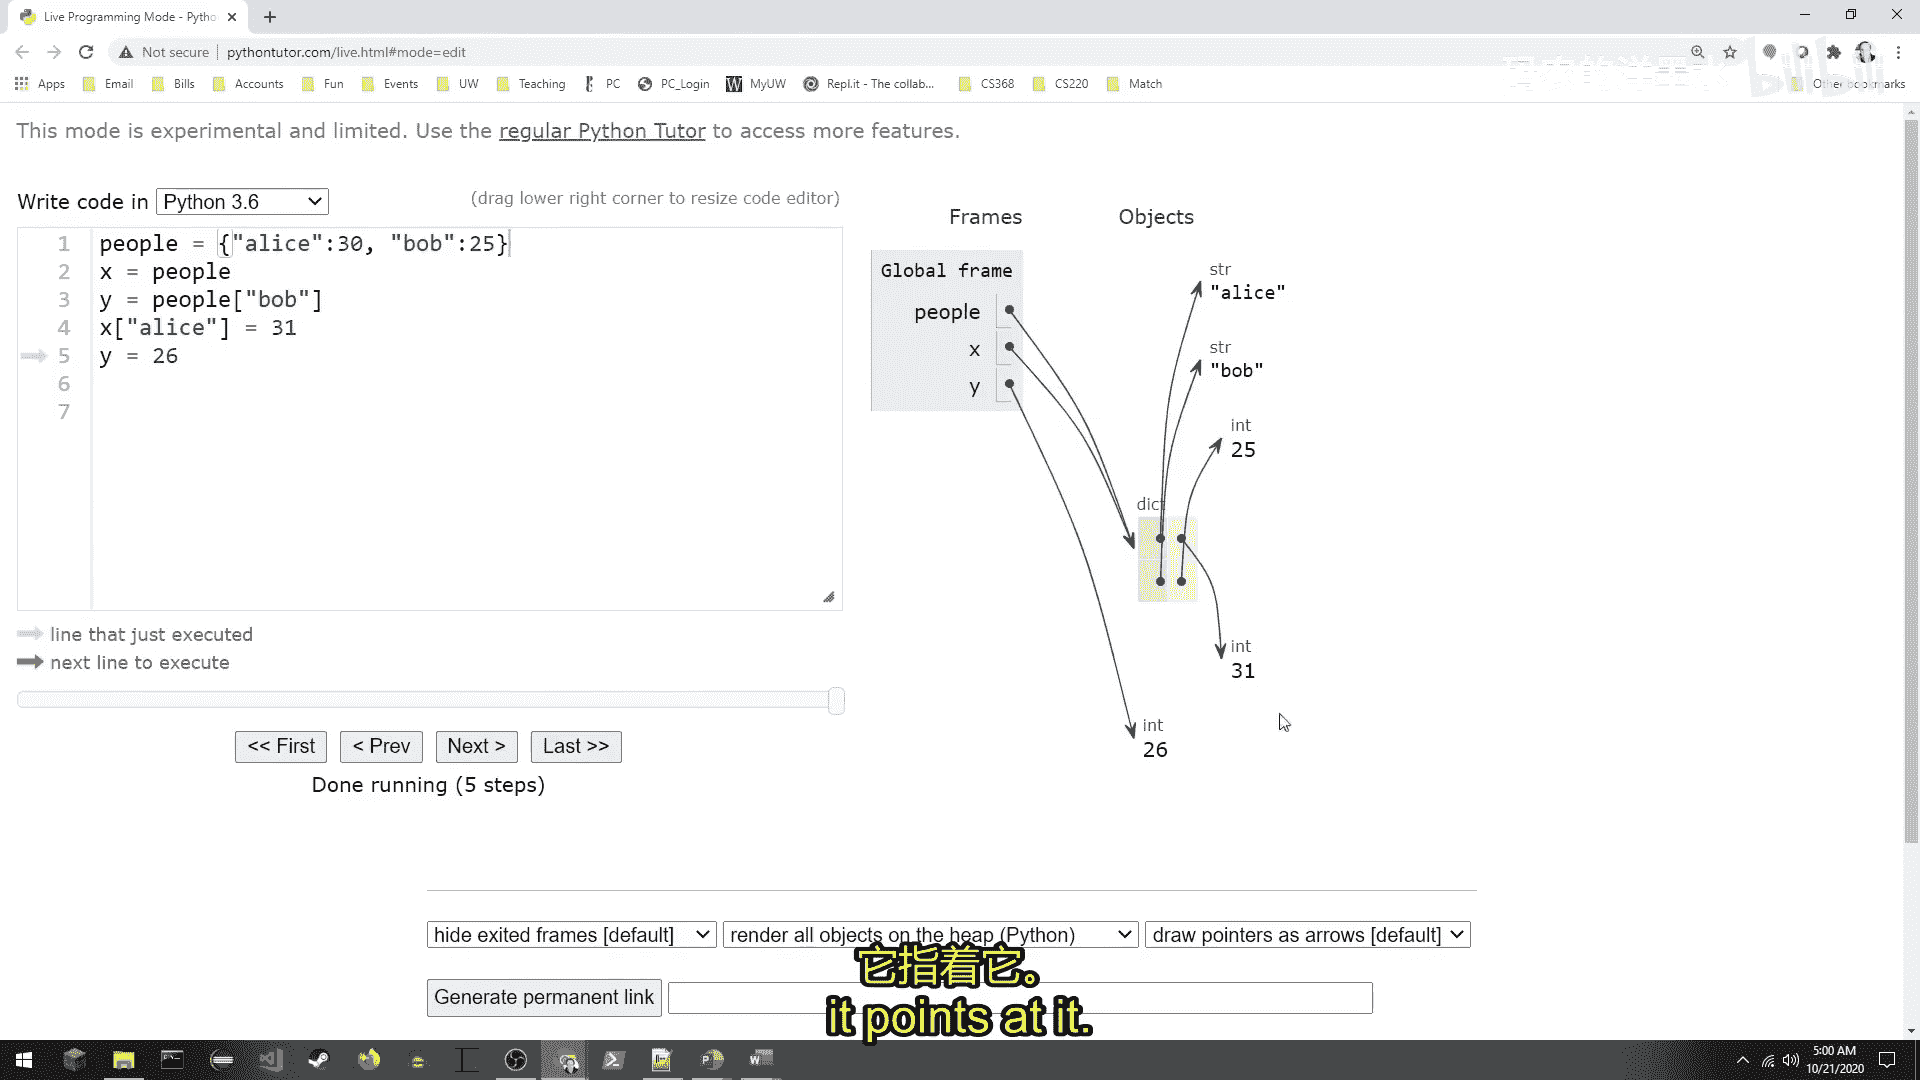 Live Programming Mode - Pytho
Not secure
pythontutor.com/live.html#mode=edit
Apps
Email
Bills
Accounts
Fun
Events
UW
Teaching
PC
PC_Login
MyUW
Repl.it - The collab...
CS368
CS220
Match
Other bookmarks
This mode is experimental and limited. Use the regular Python Tutor to access more features.
Write code in Python 3.6
(drag lower right corner to resize code editor)
1 people = {"alice":30, "bob":25}
2 x = people
3 y = people["bob"]
4 x["alice"] = 31
5 y = 26
6
7
line that just executed
next line to execute
<< First
< Prev
Next >
Last >>
Done running (5 steps)
Frames
Objects
Global frame
people
x
y
str
"alice"
str
"bob"
int
25
dict
int
31
int
26
hide exited frames [default]
render all objects on the heap (Python)
draw pointers as arrows [default]
Generate permanent link
它指着它。
it points at it.
5:00 AM
10/21/2020